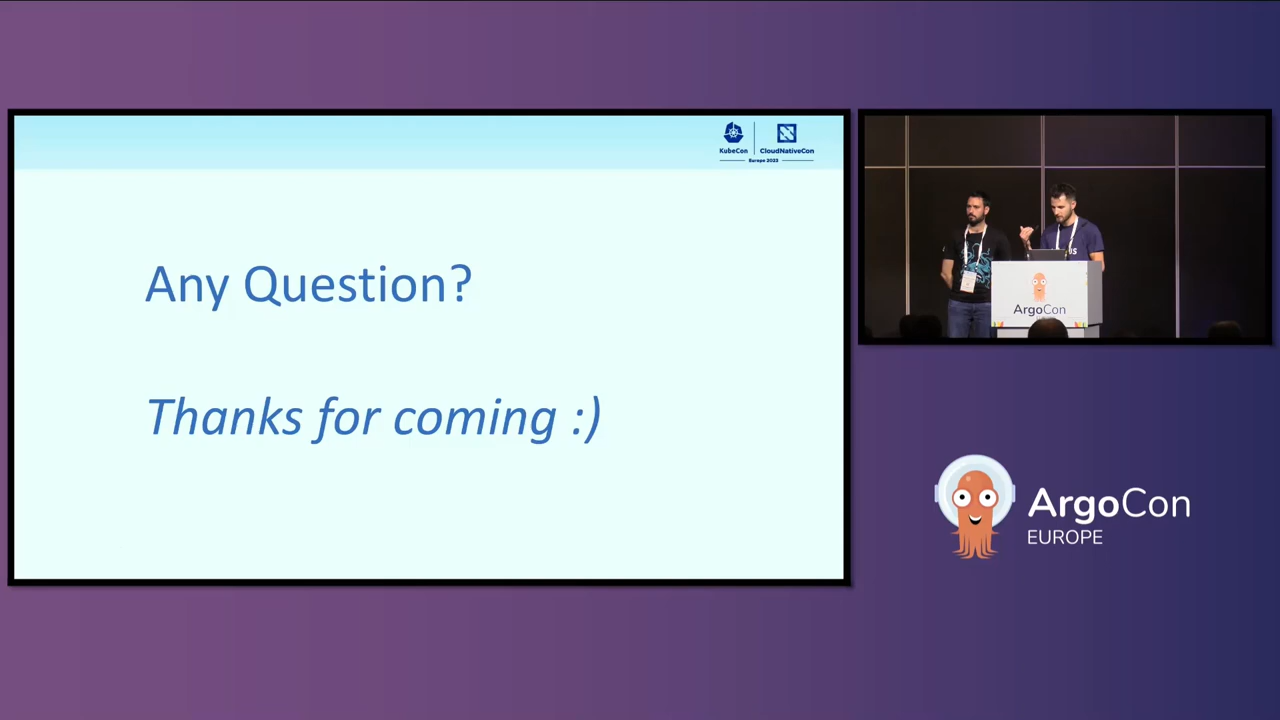 KubeCon
CloudNativeCon
Europe 2023
Any Question?
Thanks for coming :)
ArgoCon
ArgoCon
EUROPE